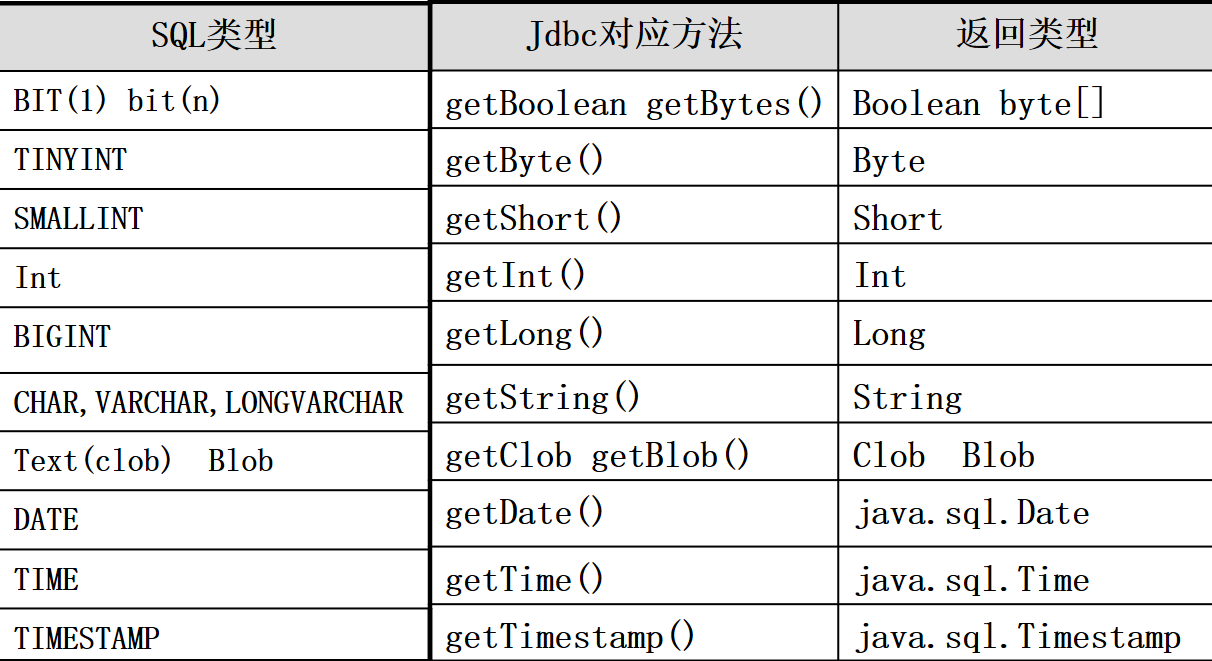 SQL类型 Jdbc对应方法 返回类型
BIT(1) bit(n) getBoolean getBytes() Boolean byte[]
TINYINT getByte() Byte
SMALLINT getShort() Short
Int getInt() Int
BIGINT getLong() Long
CHAR,VARCHAR,LONGVARCHAR getString() String
Text(clob) Blob getClob getBlob() Clob Blob
DATE getDate() java.sql.Date
TIME getTime() java.sql.Time
TIMESTAMP getTimestamp() java.sql.Timestamp